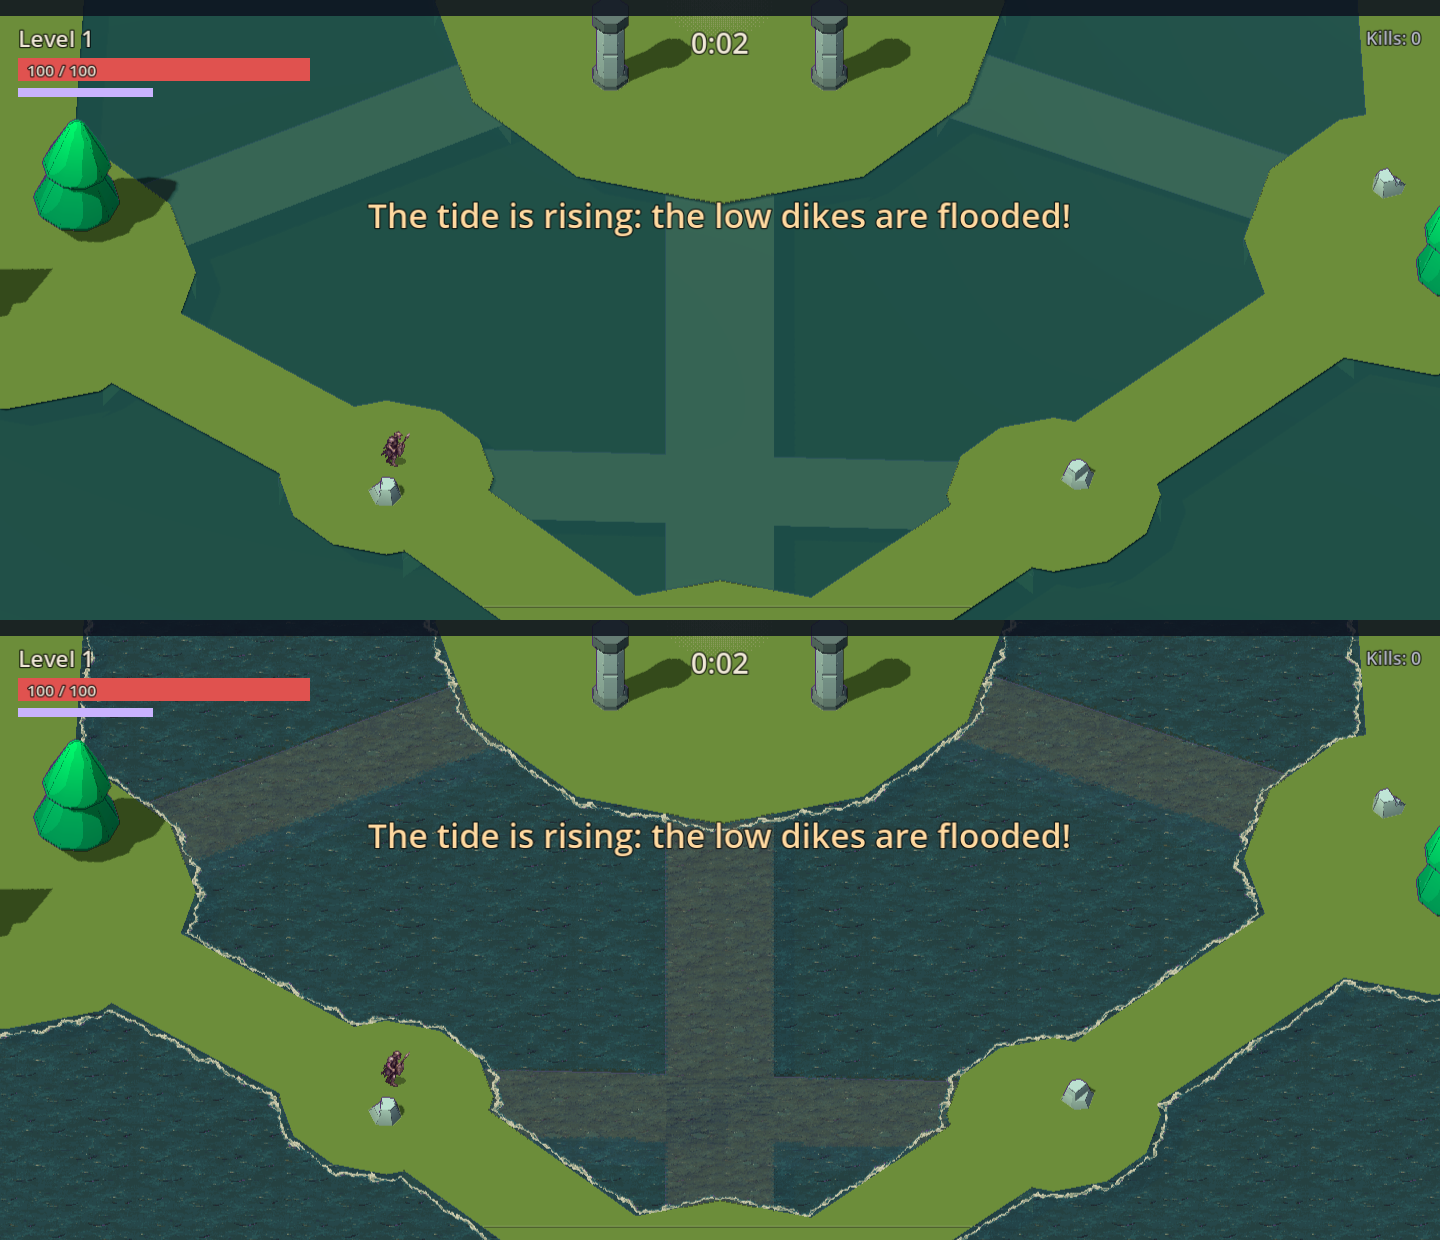 Level 1
0:02
Kills: 0
100 / 100
The tide is rising: the low dikes are flooded!
Level 1
0:02
Kills: 0
100 / 100
The tide is rising: the low dikes are flooded!